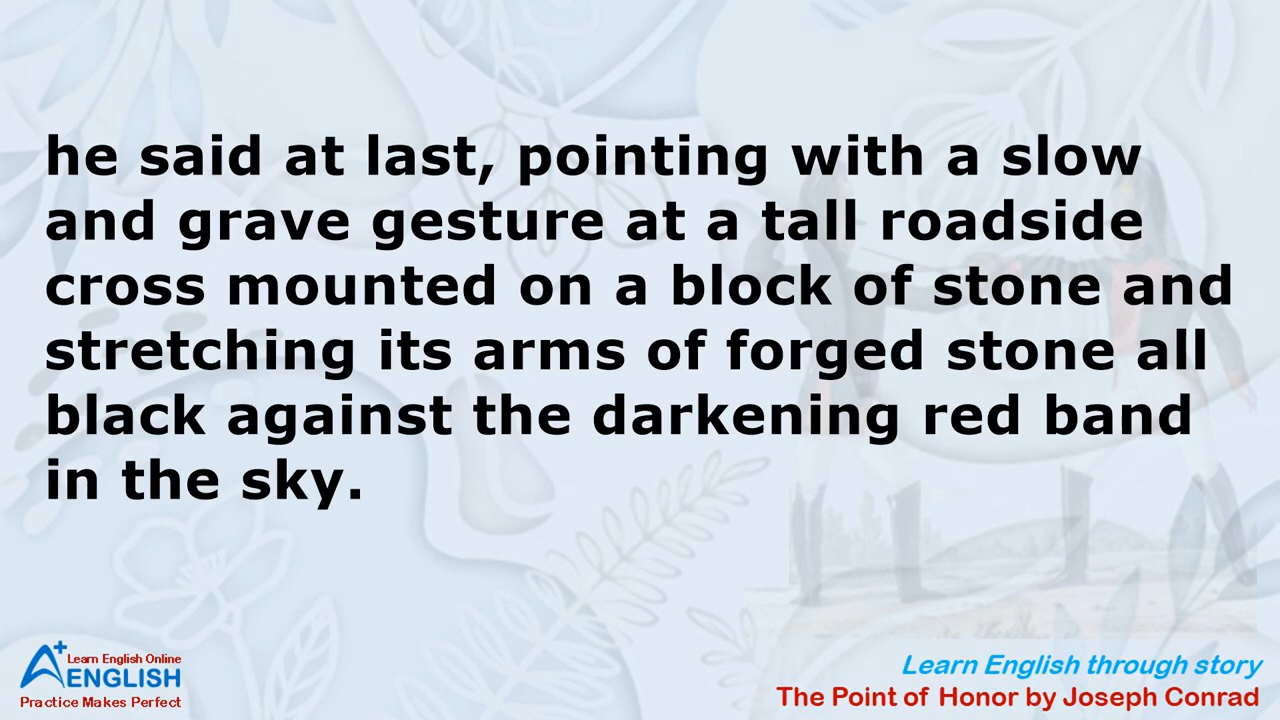 he said at last, pointing with a slow
and grave gesture at a tall roadside
cross mounted on a block of stone and
stretching its arms of forged stone all
black against the darkening red band
in the sky.
A+ Learn English Online
ENGLISH
Practice Makes Perfect
Learn English through story
The Point of Honor by Joseph Conrad